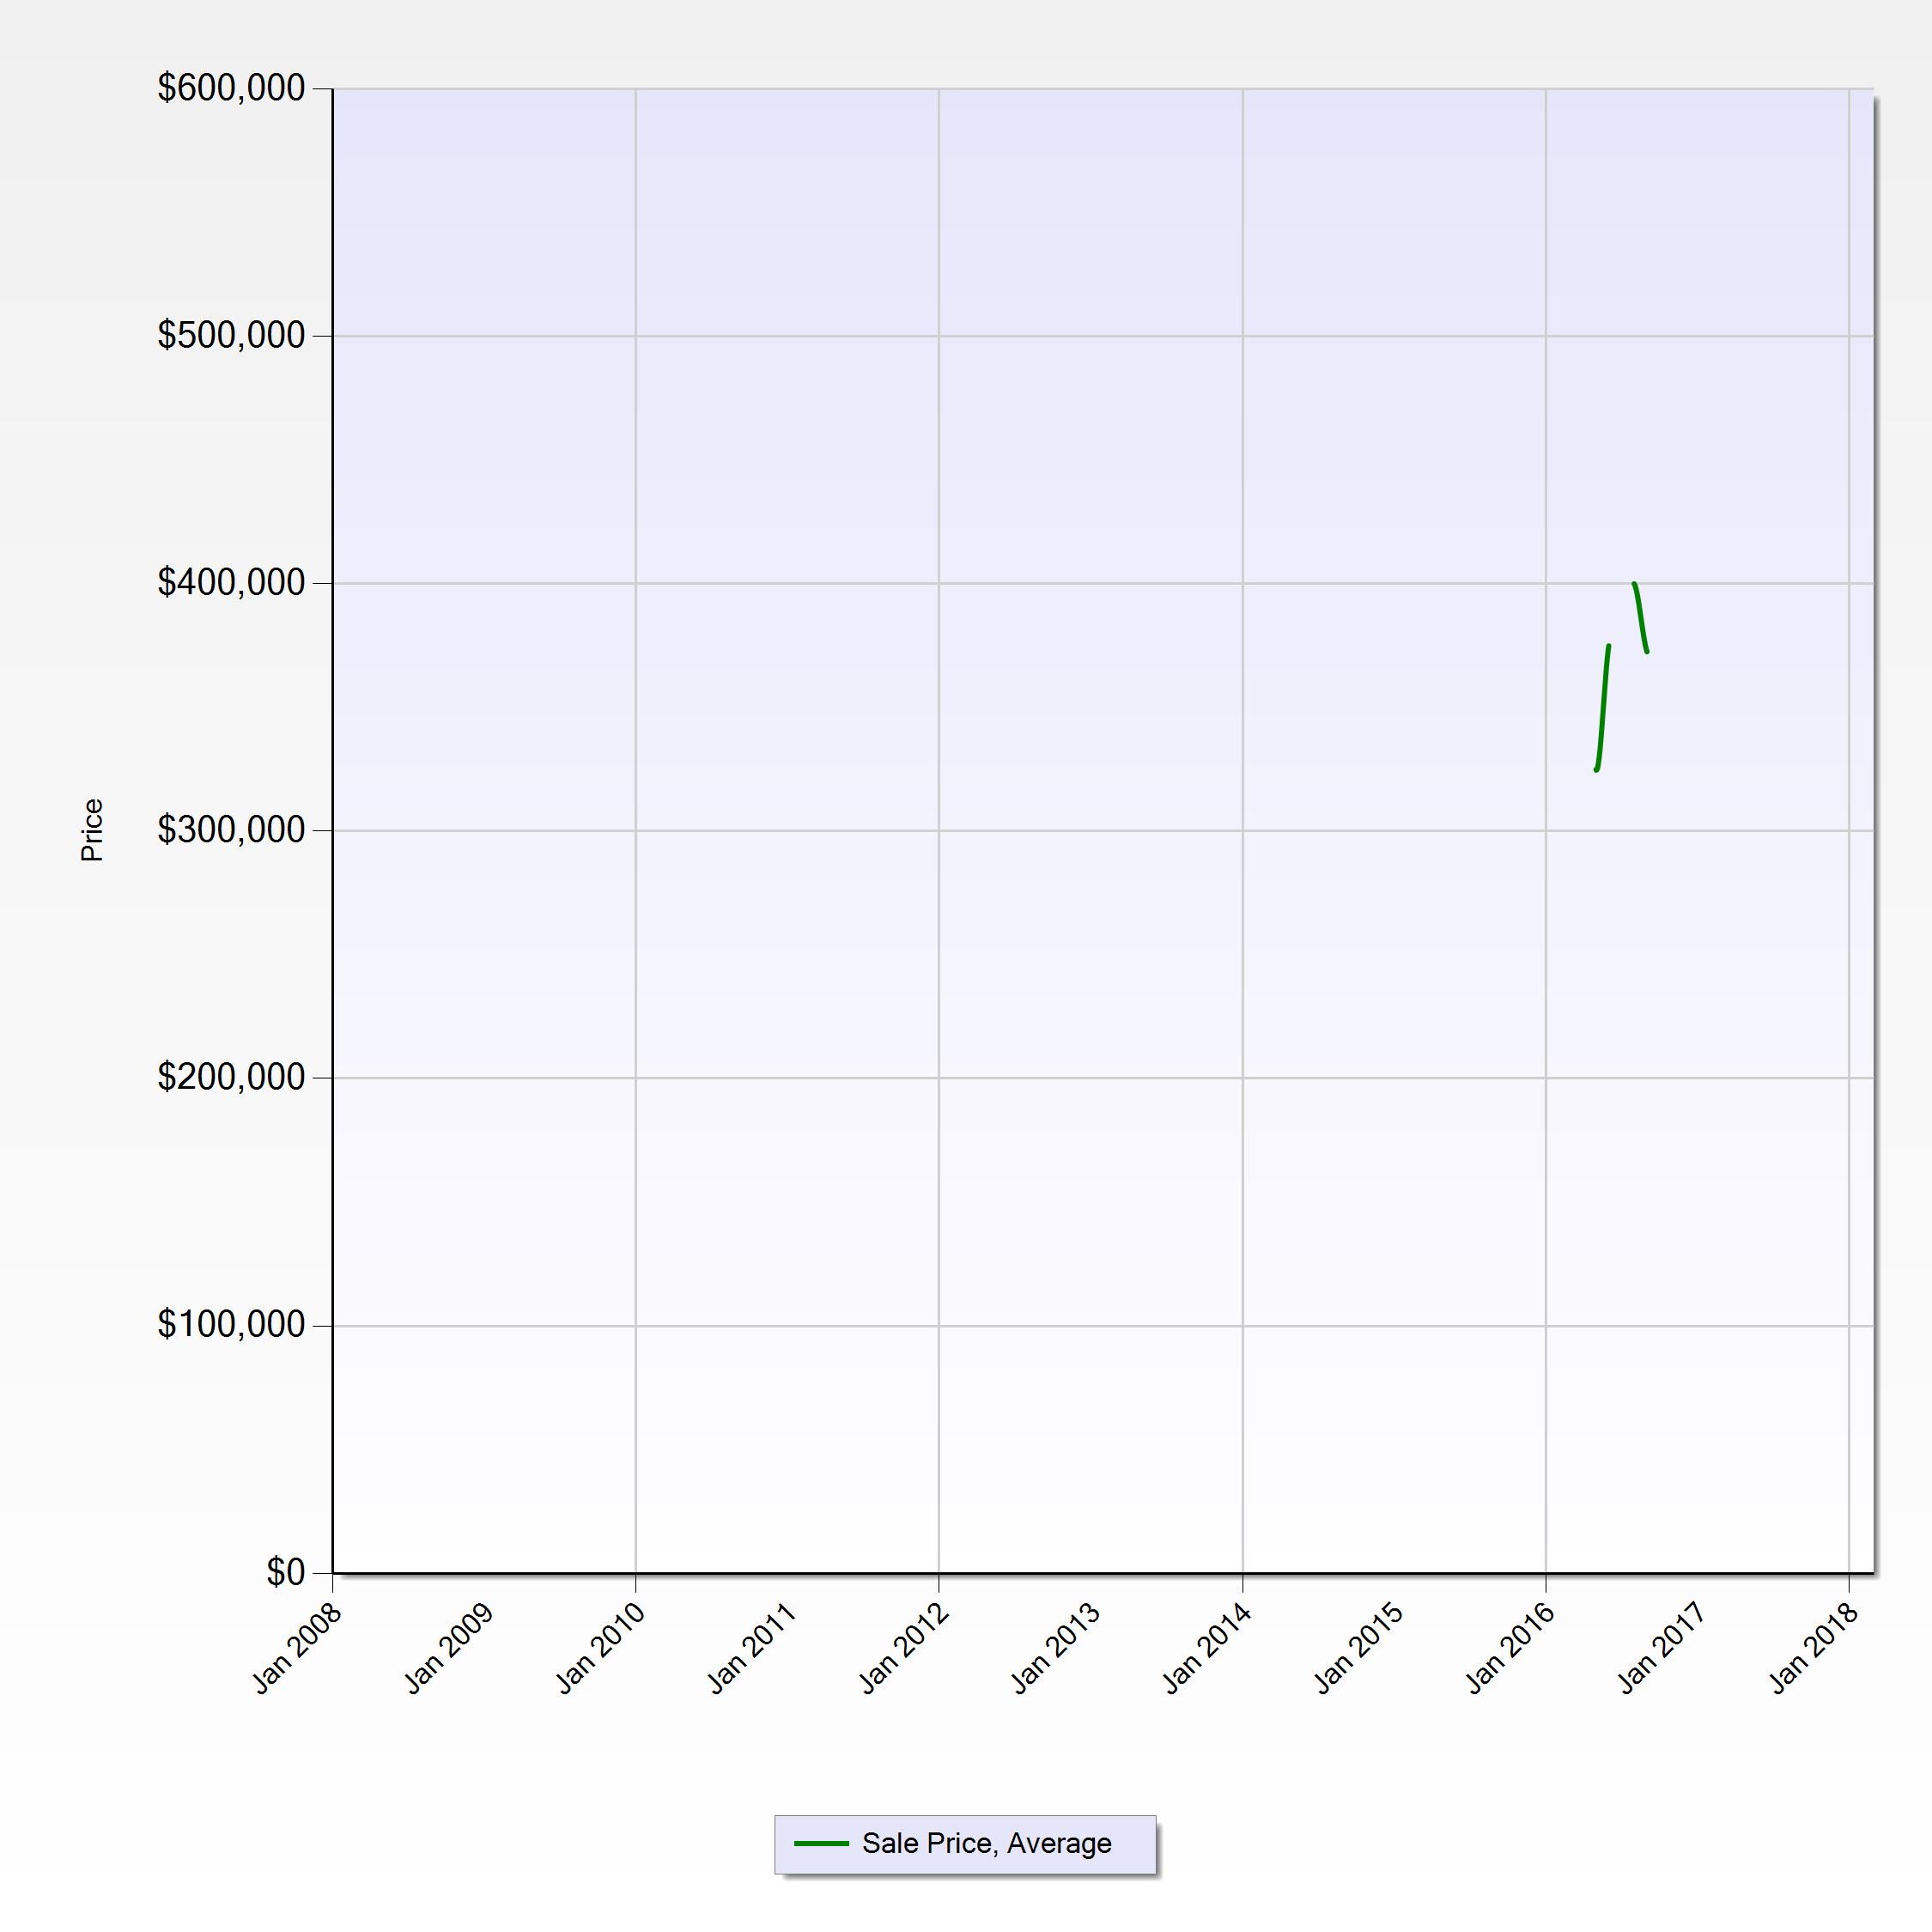 $600,000
$500,000
$400,000
$300,000
$200,000
$100,000
$0
Price
Jan 2008
Jan 2009
Jan 2010
Jan 2011
Jan 2012
Jan 2013
Jan 2014
Jan 2015
Jan 2016
Jan 2017
Jan 2018
Sale Price, Average